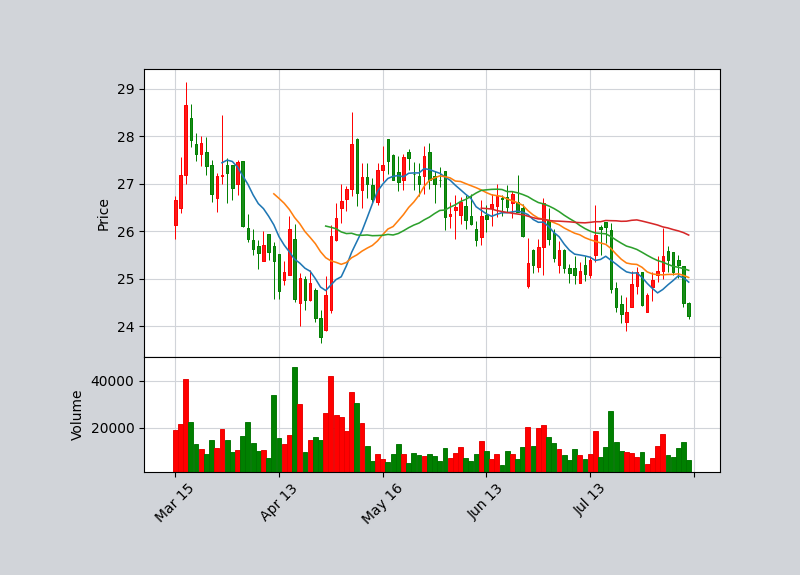 29
28
27
26
25
24
Price
40000
20000
Volume
Mar 15
Apr 13
May 16
Jun 13
Jul 13